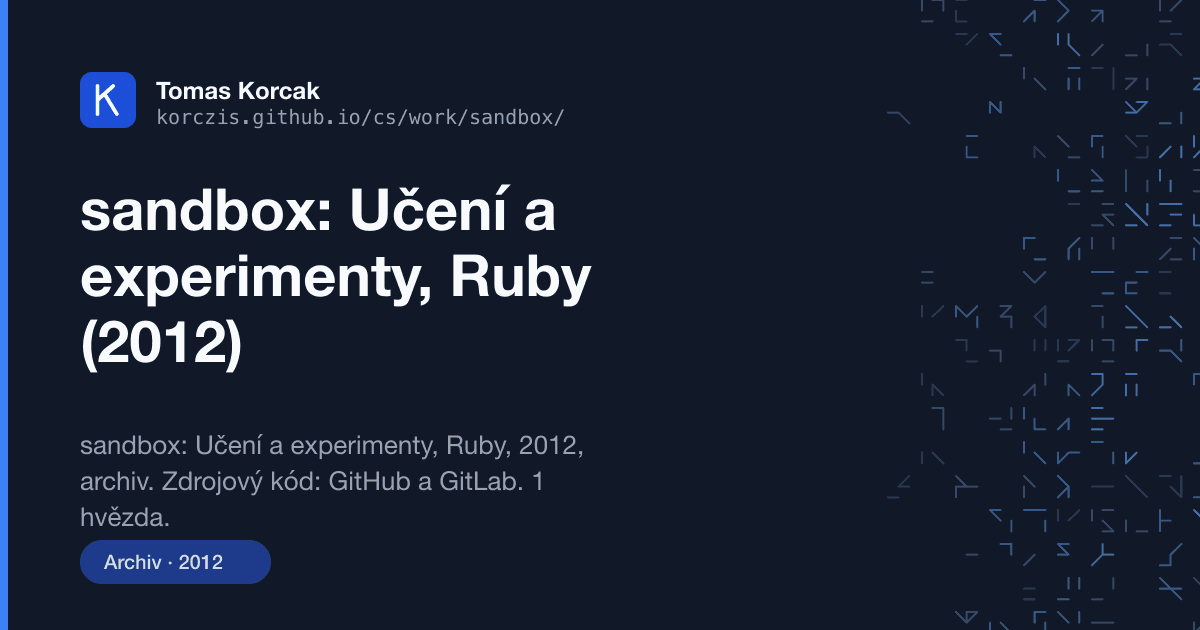 K
Tomas Korcak
korczis.github.io/cs/work/sandbox/
sandbox: Učení a
experimenty, Ruby
(2012)
sandbox: Učení a experimenty, Ruby, 2012,
archiv. Zdrojový kód: GitHub a GitLab. 1
hvězda.
Archiv · 2012